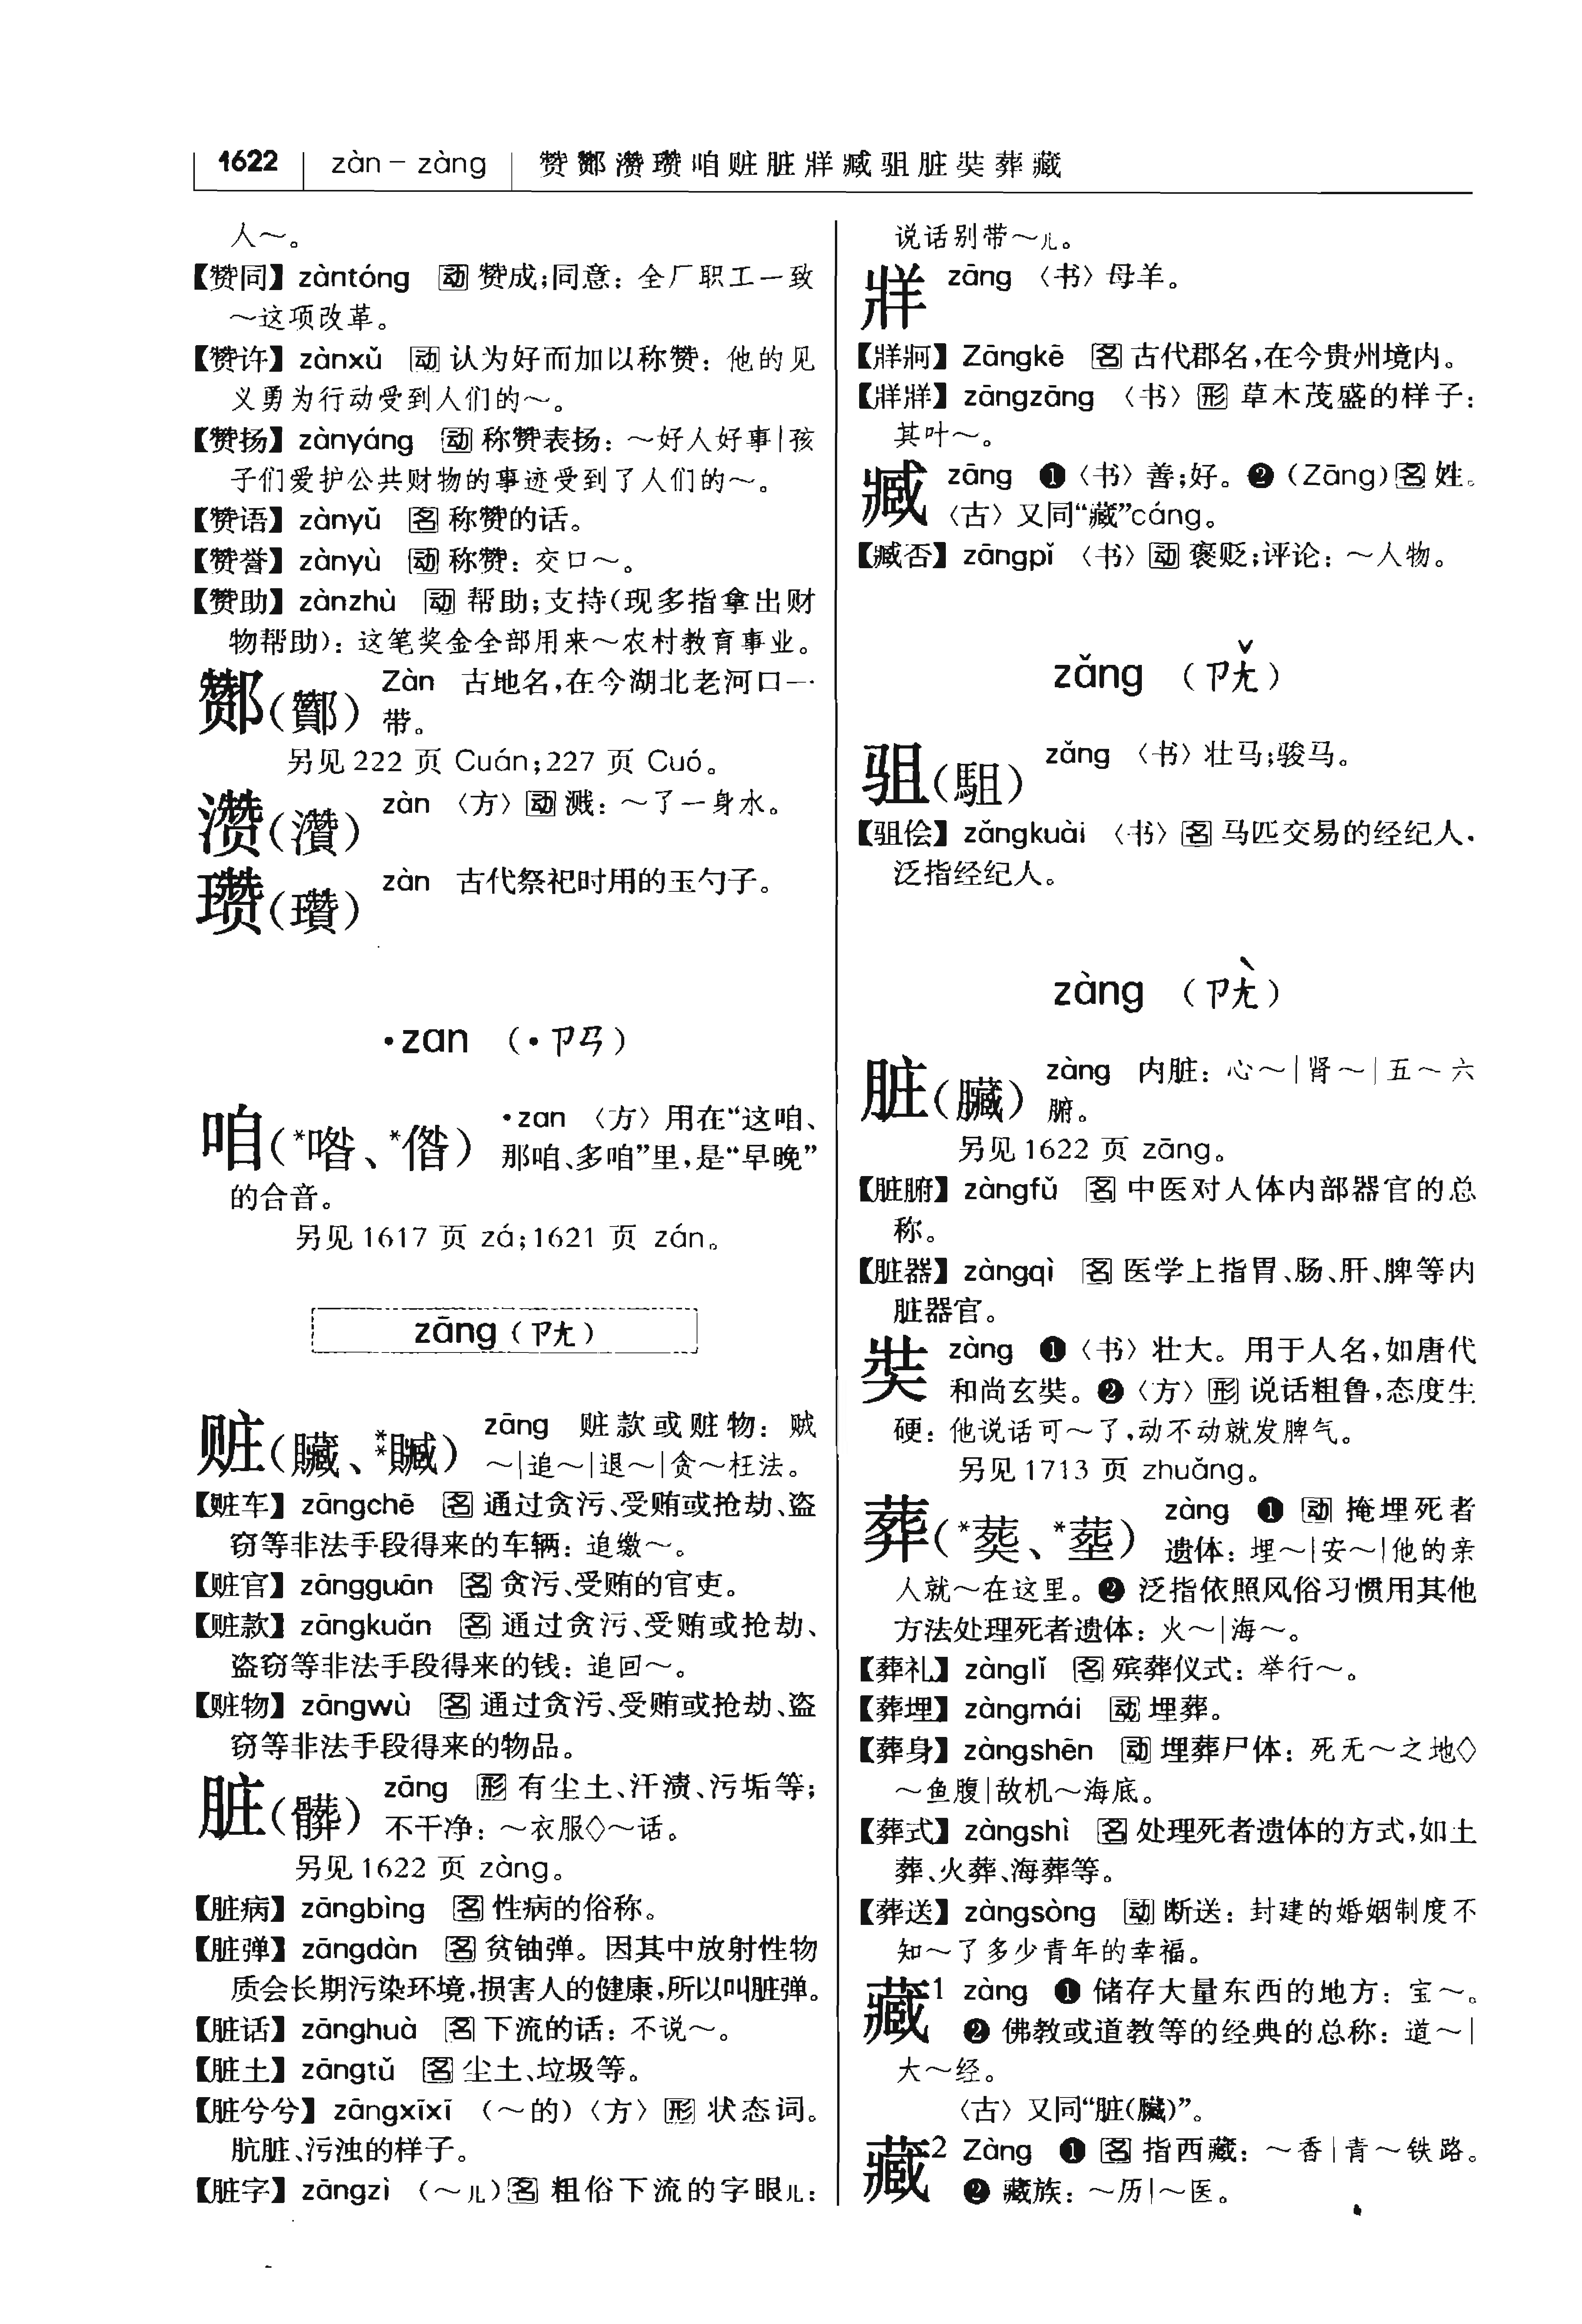 1622 zàn – zàng 赞酂灒瓒咱赃脏牂臧驵脏奘葬藏
人～。
【赞同】zàntóng 动 赞成;同意：全厂职工一致
～这项改革。
【赞许】zànxǔ 动 认为好而加以称赞：他的见
义勇为行动受到人们的～。
【赞扬】zànyáng 动 称赞表扬：～好人好事|孩
子们爱护公共财物的事迹受到了人们的～。
【赞语】zànyǔ 名 称赞的话。
【赞誉】zànyù 动 称赞：交口～。
【赞助】zànzhù 动 帮助;支持(现多指拿出财
物帮助)：这笔奖金全部用来～农村教育事业。
酂(酇) Zàn 古地名,在今湖北老河口一
带。
另见 222 页 Cuán;227 页 Cuó。
灒(灒) zàn 〈方〉动 溅：～了一身水。
瓒(瓚) zàn 古代祭祀时用的玉勺子。
·zan (·ㄗㄢ)
咱(*喒、*偺) ·zan 〈方〉用在“这咱、
那咱、多咱”里,是“早晚”
的合音。
另见 1617 页 zá;1621 页 zán。
zāng (ㄗㄤ)
赃(臟、**贓) zāng 赃款或赃物：贼
～|追～|退～|贪～枉法。
【赃车】zāngchē 名 通过贪污、受贿或抢劫、盗
窃等非法手段得来的车辆：追缴～。
【赃官】zāngguān 名 贪污、受贿的官吏。
【赃款】zāngkuǎn 名 通过贪污、受贿或抢劫、
盗窃等非法手段得来的钱：追回～。
【赃物】zāngwù 名 通过贪污、受贿或抢劫、盗
窃等非法手段得来的物品。
脏(髒) zāng 形 有尘土、汗渍、污垢等;
不干净：～衣服◇～话。
另见 1622 页 zàng。
【脏病】zāngbìng 名 性病的俗称。
【脏弹】zāngdàn 名 贫铀弹。因其中放射性物
质会长期污染环境,损害人的健康,所以叫脏弹。
【脏话】zānghuà 名 下流的话：不说～。
【脏土】zāngtǔ 名 尘土、垃圾等。
【脏兮兮】zāngxīxī (～的)〈方〉形 状态词。
肮脏、污浊的样子。
【脏字】zāngzì (～儿)名 粗俗下流的字眼儿：
说话别带～儿。
牂 zāng 〈书〉母羊。
【牂牁】Zāngkē 名 古代郡名,在今贵州境内。
【牂牂】zāngzāng 〈书〉形 草木茂盛的样子：
其叶～。
臧 zāng ❶〈书〉善;好。❷(Zāng)名 姓。
〈古〉又同“藏”cáng。
【臧否】zāngpǐ 〈书〉动 褒贬;评论：～人物。
zǎng (ㄗㄤˇ)
驵(駔) zǎng 〈书〉壮马;骏马。
【驵侩】zǎngkuài 〈书〉名 马匹交易的经纪人,
泛指经纪人。
zàng (ㄗㄤˋ)
脏(臟) zàng 内脏：心～|肾～|五～六
腑。
另见 1622 页 zāng。
【脏腑】zàngfǔ 名 中医对人体内部器官的总
称。
【脏器】zàngqì 名 医学上指胃、肠、肝、脾等内
脏器官。
奘 zàng ❶〈书〉壮大。用于人名,如唐代
和尚玄奘。❷〈方〉形 说话粗鲁,态度生
硬：他说话可～了,动不动就发脾气。
另见 1713 页 zhuǎng。
葬(*塟、*塟) zàng ❶ 动 掩埋死者
遗体：埋～|安～|他的亲
人就～在这里。❷ 泛指依照风俗习惯用其他
方法处理死者遗体：火～|海～。
【葬礼】zànglǐ 名 殡葬仪式：举行～。
【葬埋】zàngmái 动 埋葬。
【葬身】zàngshēn 动 埋葬尸体：死无～之地◇
～鱼腹|敌机～海底。
【葬式】zàngshì 名 处理死者遗体的方式,如土
葬、火葬、海葬等。
【葬送】zàngsòng 动 断送：封建的婚姻制度不
知～了多少青年的幸福。
藏1 zàng ❶ 储存大量东西的地方：宝～。
❷ 佛教或道教等的经典的总称：道～|
大～经。
〈古〉又同“脏(臟)”。
藏2 Zàng ❶ 名 指西藏：～香|青～铁路。
❷ 藏族：～历|～医。